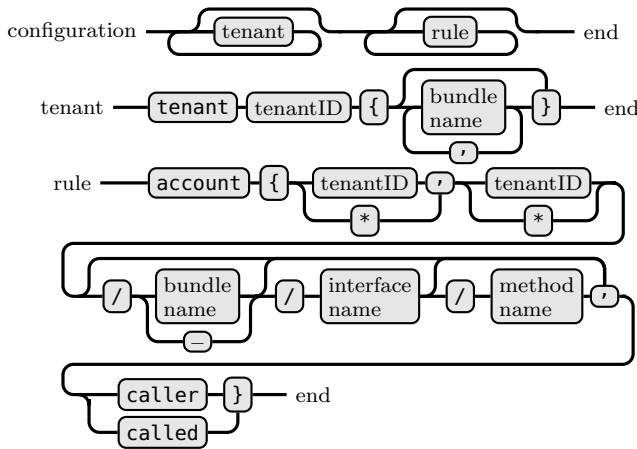 configuration tenant rule end
tenant tenant tenantID { bundle name } end
,
rule account { tenantID , tenantID
* *
/ bundle name / interface name / method name ,
–
caller } end
called